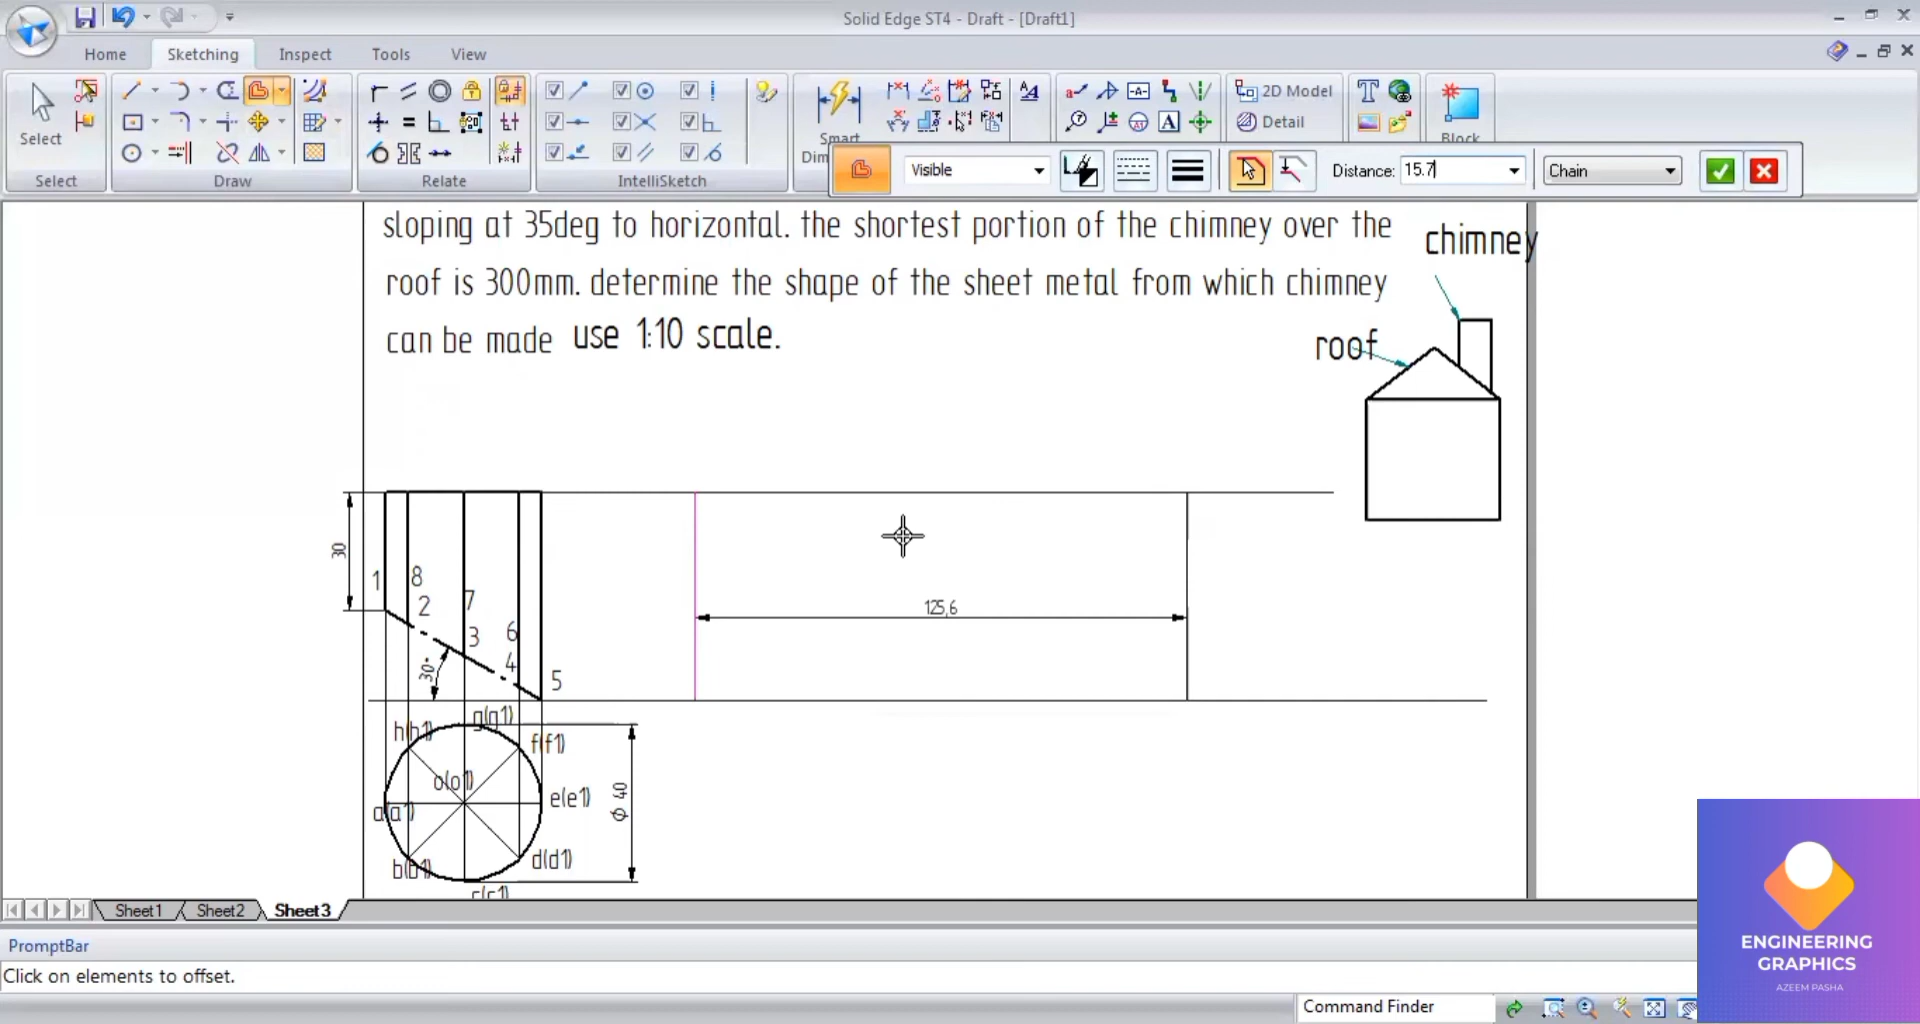 Solid Edge ST4 - Draft - [Draft1]
Home
Sketching
Inspect
Tools
View
Select
Smart
2D Model
Detail
Block
Select
Draw
Relate
IntelliSketch
Visible
Distance:
15.7
Chain
sloping at 35deg to horizontal. the shortest portion of the chimney over the
roof is 300mm. determine the shape of the sheet metal from which chimney
can be made use 1:10 scale.
chimney
roof
30
1
8
2
7
3
6
4
5
30°
125,6
h(h1)
g(g1)
f(f1)
o(o1)
a(a1)
e(e1)
b(b1)
d(d1)
c(c1)
ϕ 40
Sheet1
Sheet2
Sheet3
PromptBar
Click on elements to offset.
Command Finder
ENGINEERING
GRAPHICS
AZEEM PASHA